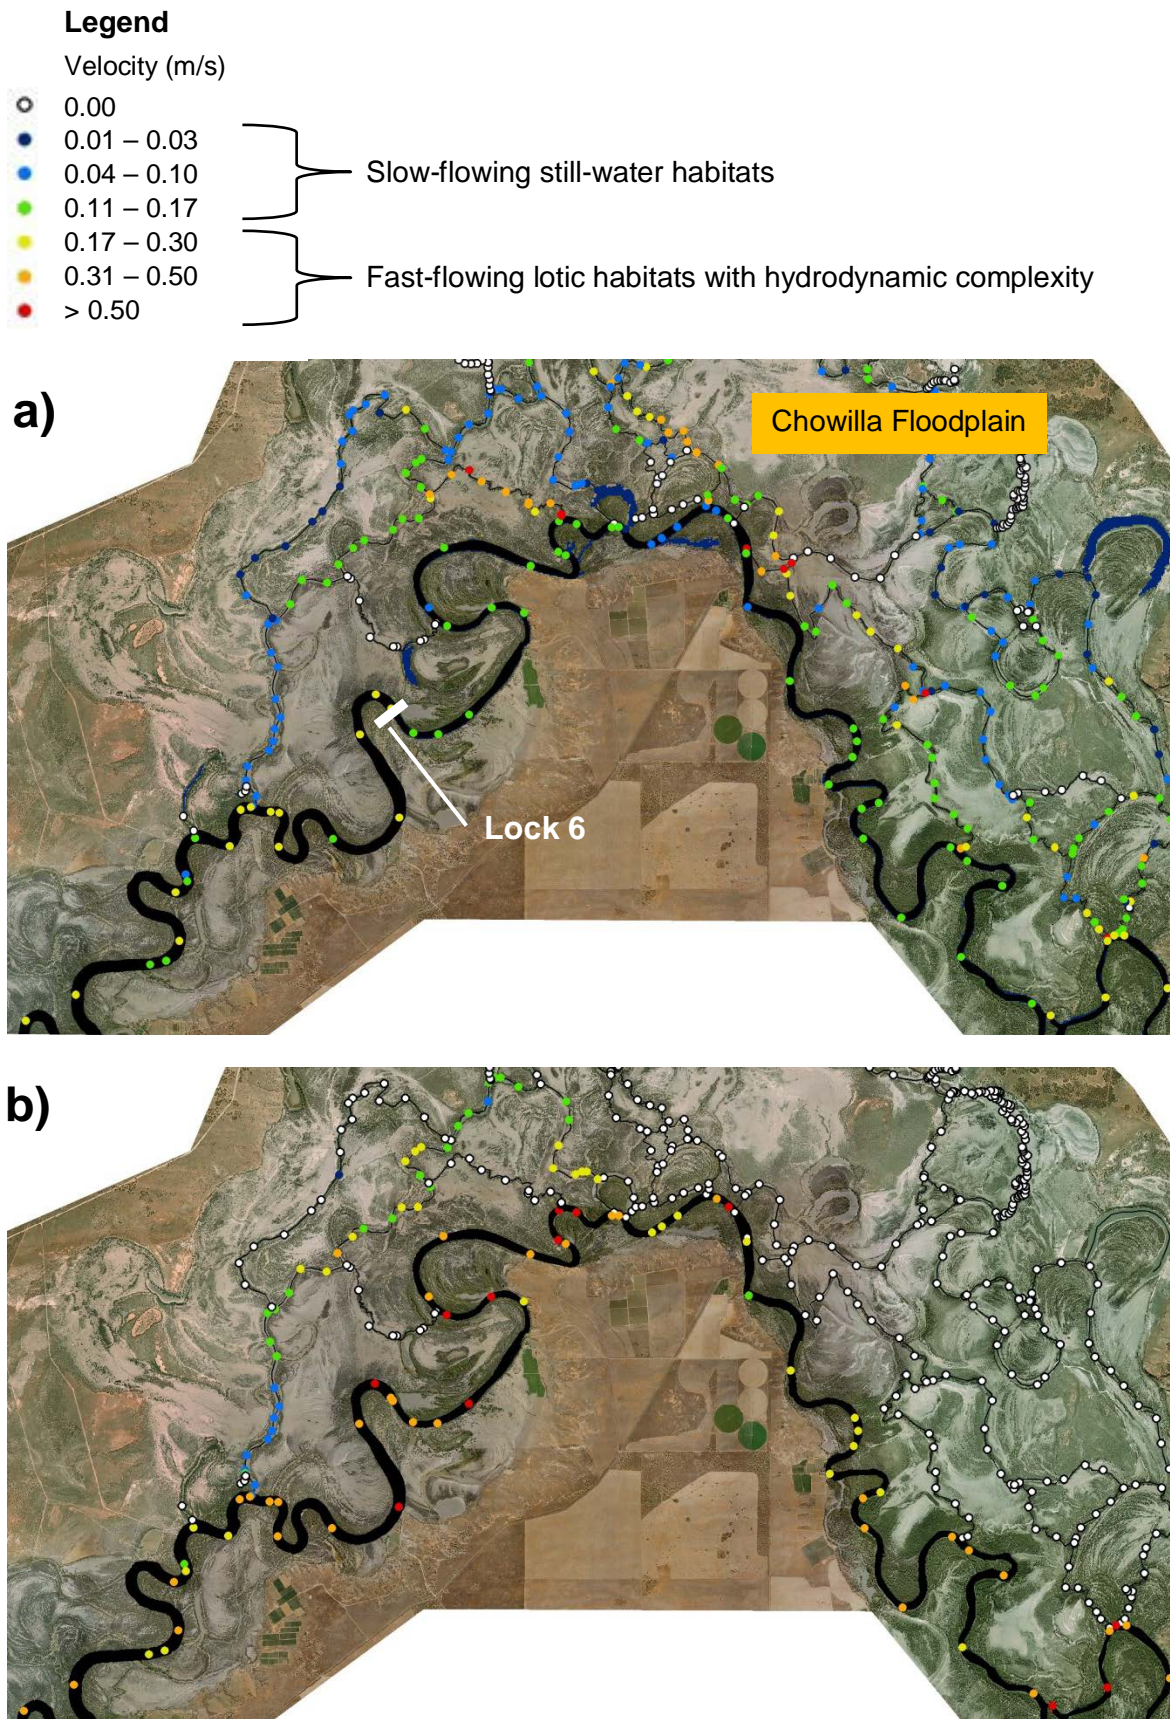 Legend
Velocity (m/s)
0.00
0.01 – 0.03
0.04 – 0.10
0.11 – 0.17
0.17 – 0.30
0.31 – 0.50
> 0.50
Slow-flowing still-water habitats
Fast-flowing lotic habitats with hydrodynamic complexity
a)
Chowilla Floodplain
Lock 6
b)